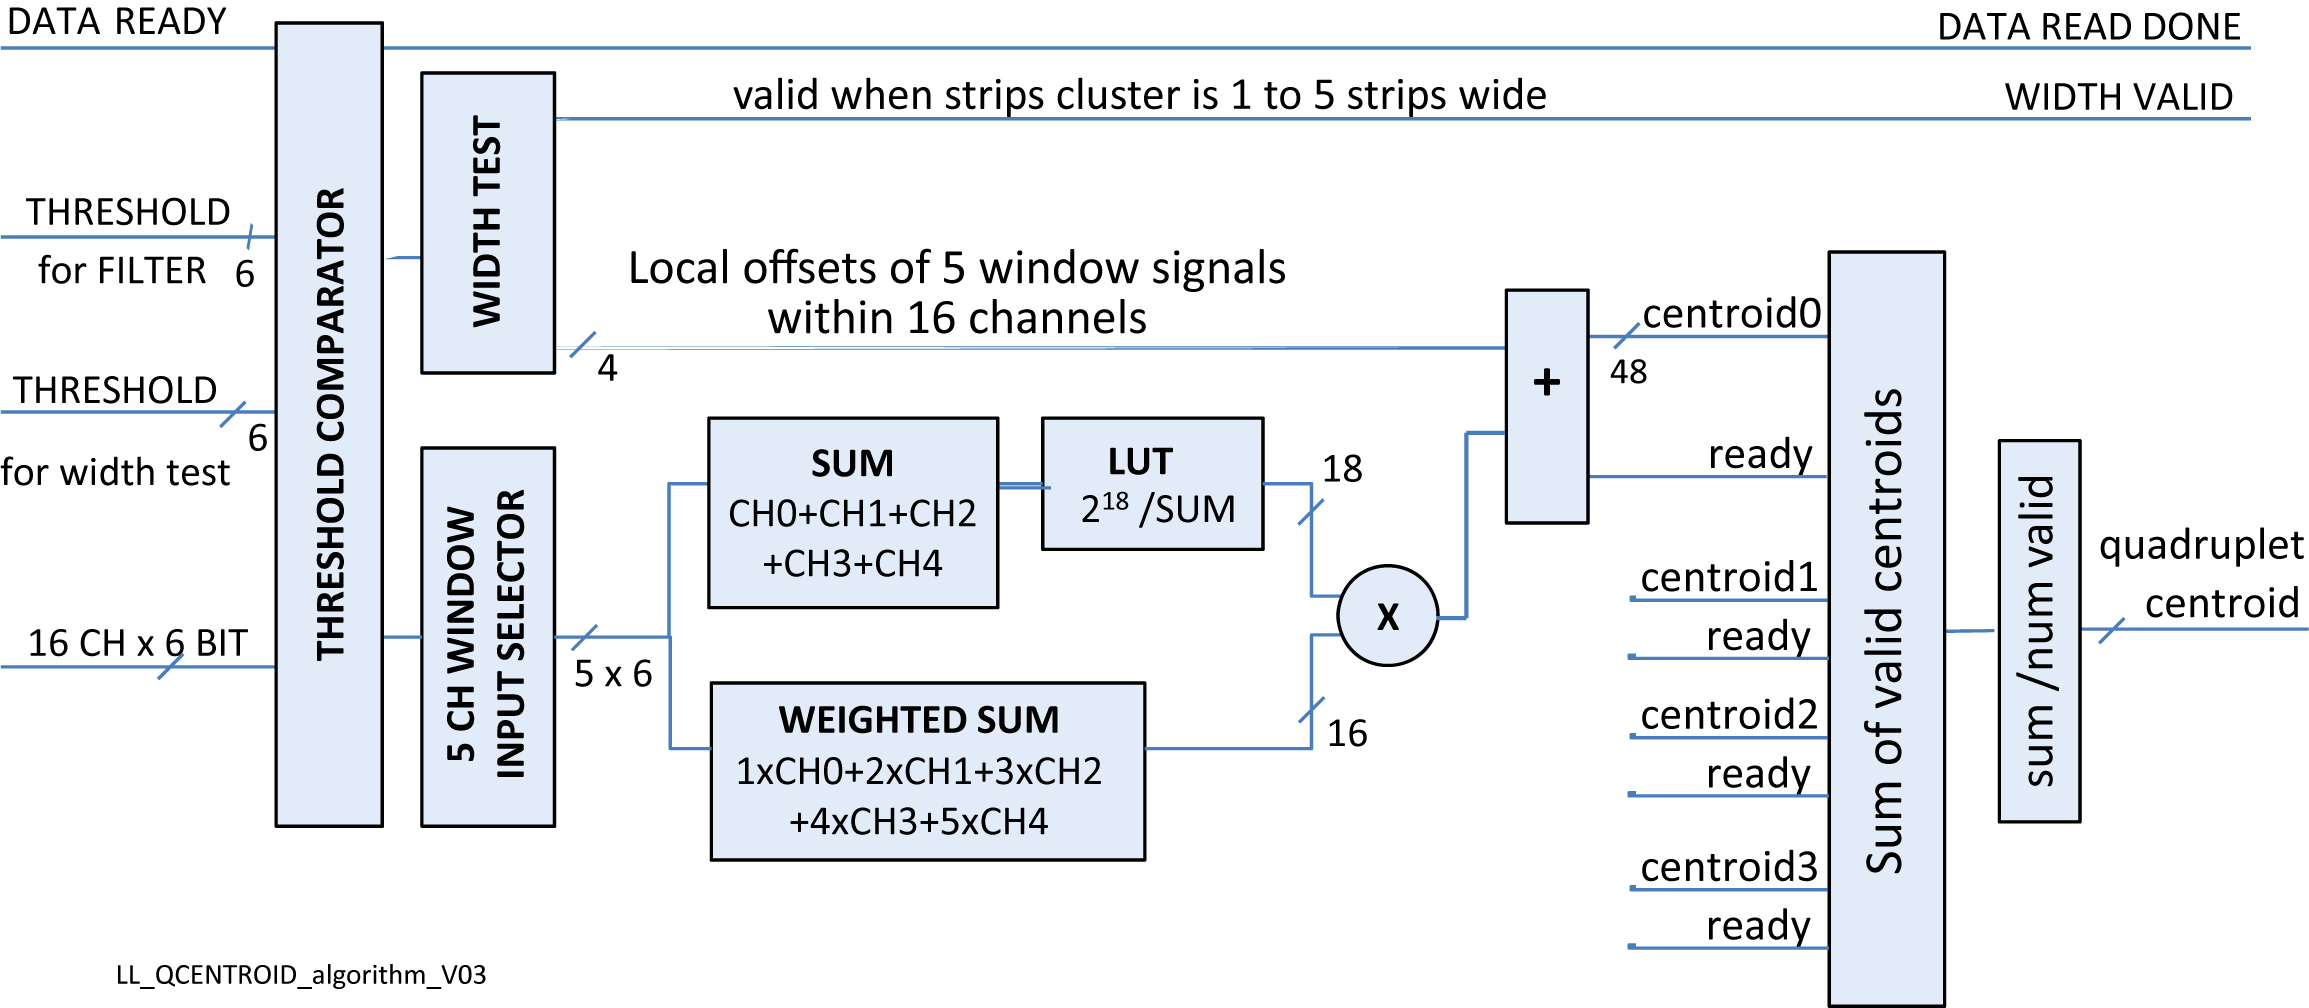 DATA READY
DATA READ DONE
valid when strips cluster is 1 to 5 strips wide
WIDTH VALID
THRESHOLD
for FILTER
6
THRESHOLD
6
for width test
16 CH x 6 BIT
THRESHOLD COMPARATOR
WIDTH TEST
5 CH WINDOW
INPUT SELECTOR
Local offsets of 5 window signals
within 16 channels
4
5 x 6
SUM
CH0+CH1+CH2
+CH3+CH4
LUT
2¹⁸ /SUM
18
WEIGHTED SUM
1xCH0+2xCH1+3xCH2
+4xCH3+5xCH4
16
X
+
centroid0
48
ready
centroid1
ready
centroid2
ready
centroid3
ready
Sum of valid centroids
sum /num valid
quadruplet
centroid
LL_QCENTROID_algorithm_V03